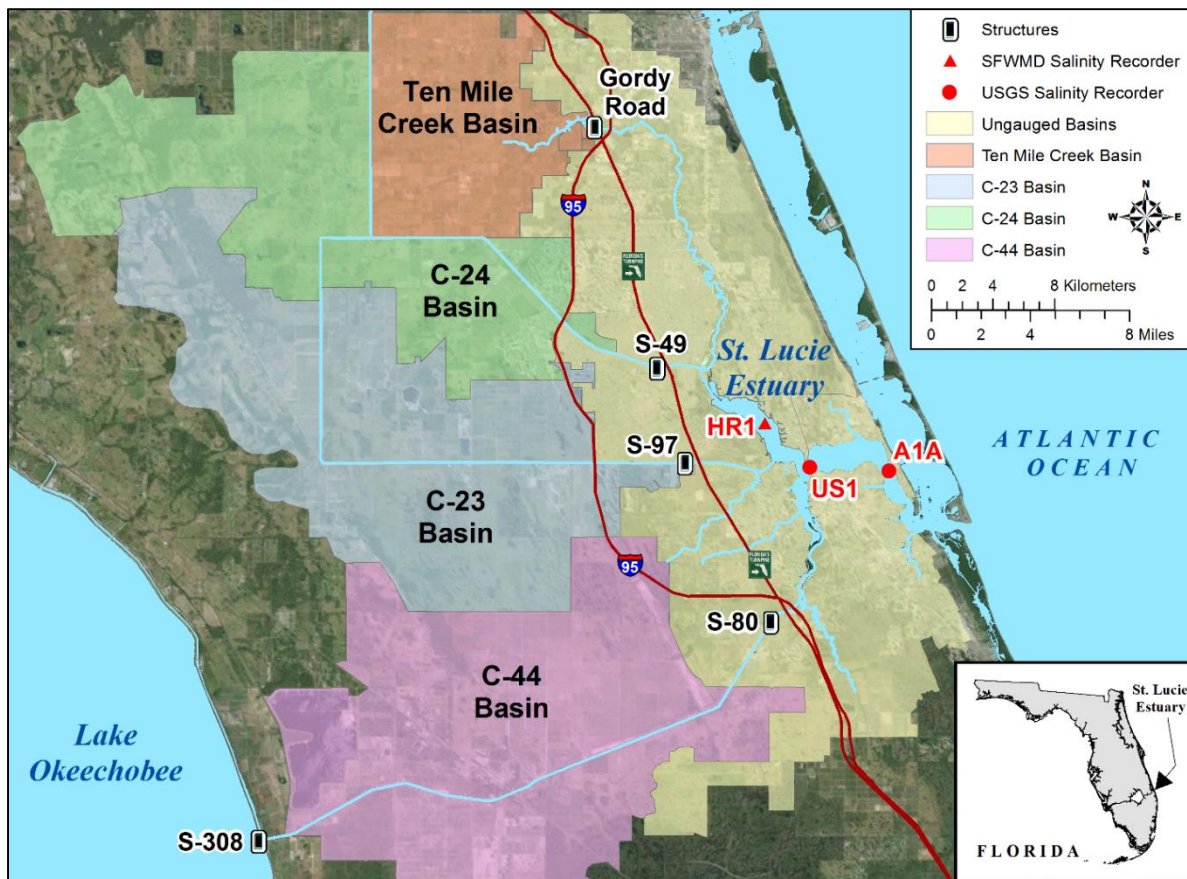 Structures
SFWMD Salinity Recorder
USGS Salinity Recorder
Ungauged Basins
Ten Mile Creek Basin
C-23 Basin
C-24 Basin
C-44 Basin
N
W
E
S
0 2 4 8 Kilometers
0 2 4 8 Miles
Gordy
Road
Ten Mile
Creek Basin
95
C-24
Basin
S-49
St. Lucie
Estuary
HR1
A1A
ATLANTIC
OCEAN
S-97
US1
C-23
Basin
95
S-80
C-44
Basin
Lake
Okeechobee
S-308
St. Lucie
Estuary
FLORIDA